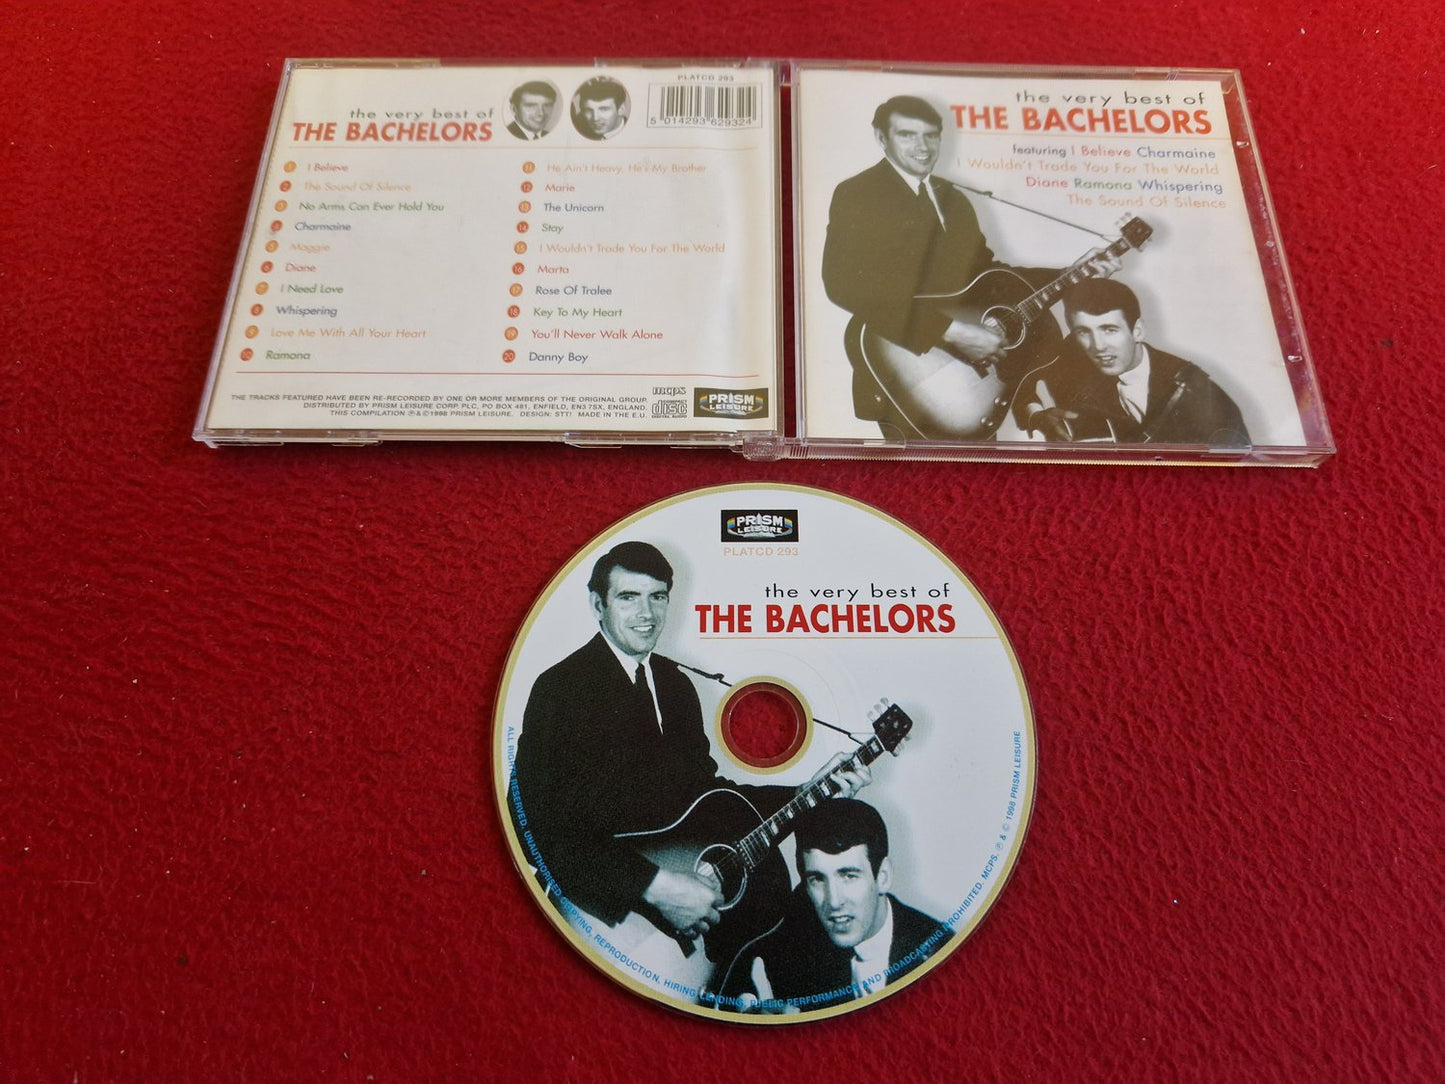 the very best of
THE BACHELORS
PLATCD 293
5 014293 629324
1 I Believe
2 The Sound Of Silence
3 No Arms Can Ever Hold You
4 Charmaine
5 Maggie
6 Diane
7 I Need Love
8 Whispering
9 Love Me With All Your Heart
10 Ramona
11 He Ain't Heavy, He's My Brother
12 Marie
13 The Unicorn
14 Stay
15 I Wouldn't Trade You For The World
16 Marta
17 Rose Of Tralee
18 Key To My Heart
19 You'll Never Walk Alone
20 Danny Boy
THE TRACKS FEATURED HAVE BEEN RE-RECORDED BY ONE OR MORE MEMBERS OF THE ORIGINAL GROUP.
DISTRIBUTED BY PRISM LEISURE CORP. PLC, PO BOX 481, ENFIELD, EN3 7SX, ENGLAND.
THIS COMPILATION ℗&©1998 PRISM LEISURE. DESIGN: STT! MADE IN THE E.U.
mcps
COMPACT
disc
DIGITAL AUDIO
PRISM
LEISURE
the very best of
THE BACHELORS
featuring I Believe Charmaine
I Wouldn't Trade You For The World
Diane Ramona Whispering
The Sound Of Silence
PRISM
LEISURE
PLATCD 293
the very best of
THE BACHELORS
ALL RIGHTS RESERVED. UNAUTHORISED COPYING, REPRODUCTION, HIRING, LENDING, PUBLIC PERFORMANCE AND BROADCASTING PROHIBITED. MCPS. ℗ & © 1998 PRISM LEISURE